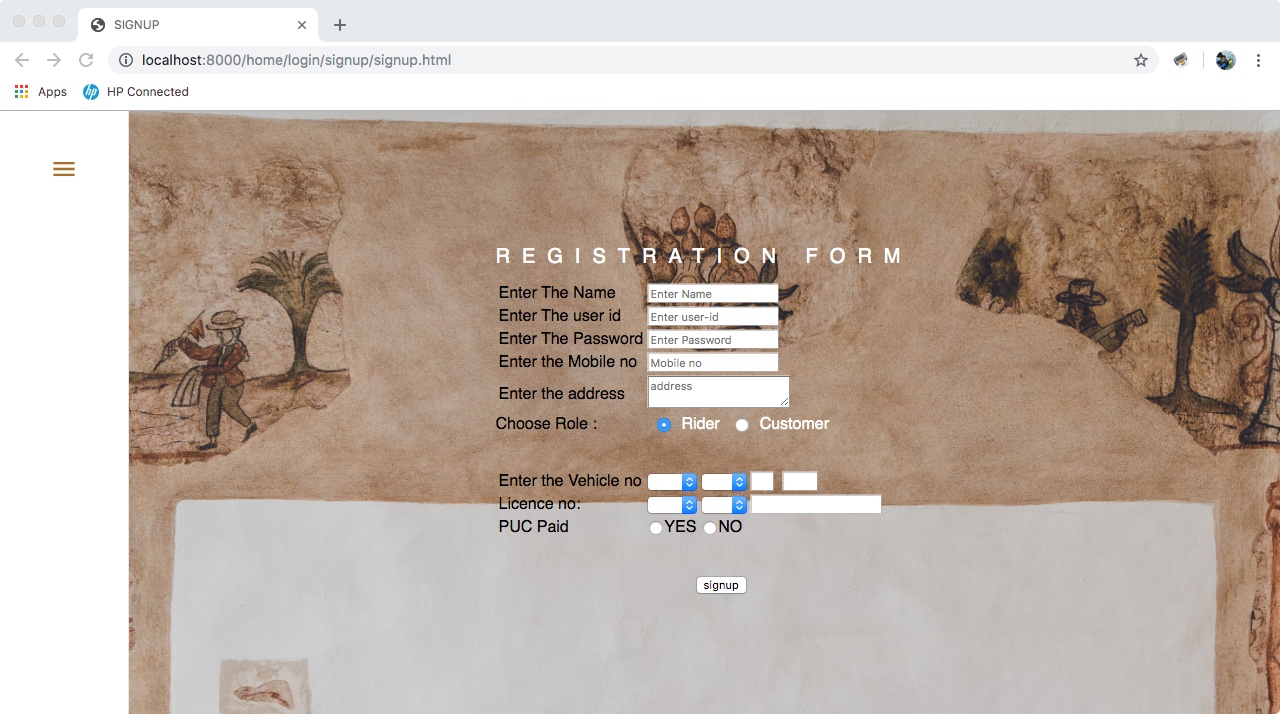 SIGNUP
localhost:8000/home/login/signup/signup.html
Apps HP Connected
REGISTRATION FORM
Enter The Name Enter Name
Enter The user id Enter user-id
Enter The Password Enter Password
Enter the Mobile no Mobile no
Enter the address address
Choose Role : Rider Customer
Enter the Vehicle no
Licence no:
PUC Paid YES NO
signup